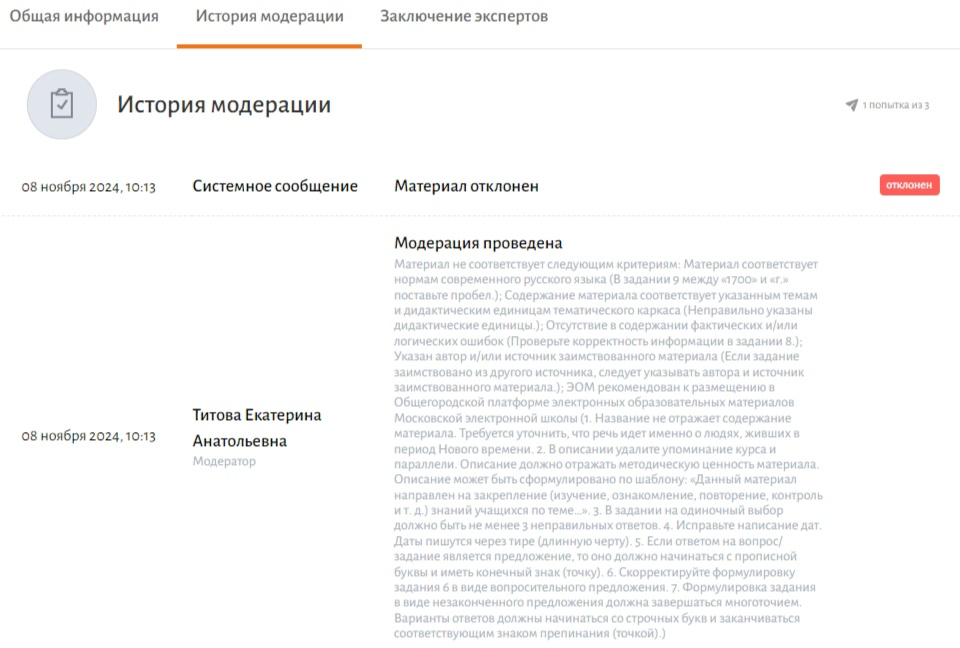 Общая информация История модерации Заключение экспертов
История модерации
1 попытка из 3
08 ноября 2024, 10:13 Системное сообщение Материал отклонен отклонен
Модерация проведена
Материал не соответствует следующим критериям: Материал соответствует
нормам современного русского языка (В задании 9 между «1700» и «г.»
поставьте пробел.); Содержание материала соответствует указанным темам
и дидактическим единицам тематического каркаса (Неправильно указаны
дидактические единицы.); Отсутствие в содержании фактических и/или
логических ошибок (Проверьте корректность информации в задании 8.);
Указан автор и/или источник заимствованного материала (Если задание
заимствовано из другого источника, следует указывать автора и источник
заимствованного материала.); ЭОМ рекомендован к размещению в
Общегородской платформе электронных образовательных материалов
Московской электронной школы (1. Название не отражает содержание
материала. Требуется уточнить, что речь идет именно о людях, живших в
период Нового времени. 2. В описании удалите упоминание курса и
параллели. Описание должно отражать методическую ценность материала.
Описание может быть сформулировано по шаблону: «Данный материал
направлен на закрепление (изучение, ознакомление, повторение, контроль
и т. д.) знаний учащихся по теме…». 3. В задании на одиночный выбор
должно быть не менее 3 неправильных ответов. 4. Исправьте написание дат.
Даты пишутся через тире (длинную черту). 5. Если ответом на вопрос/
задание является предложение, то оно должно начинаться с прописной
буквы и иметь конечный знак (точку). 6. Скорректируйте формулировку
задания 6 в виде вопросительного предложения. 7. Формулировка задания
в виде незаконченного предложения должна завершаться многоточием.
Варианты ответов должны начинаться со строчных букв и заканчиваться
соответствующим знаком препинания (точкой).)
08 ноября 2024, 10:13
Титова Екатерина
Анатольевна
Модератор